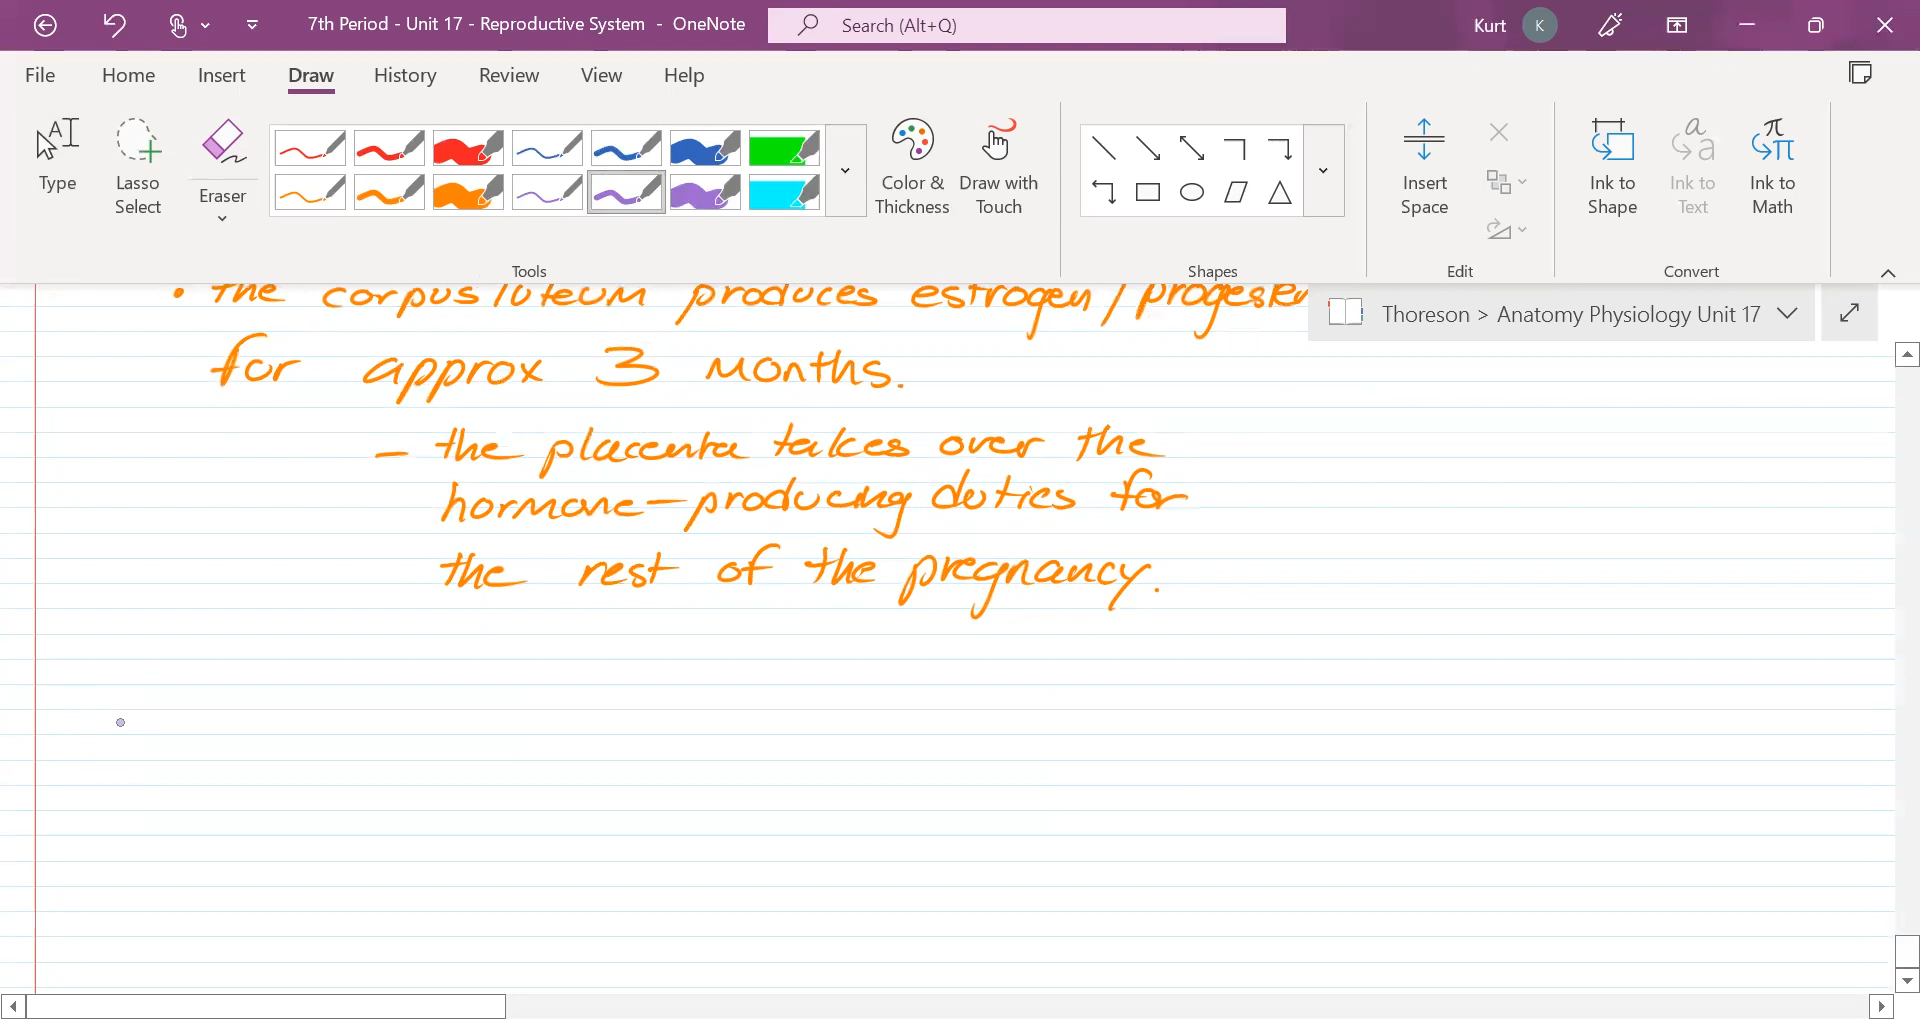 7th Period - Unit 17 - Reproductive System - OneNote
Search (Alt+Q)
Kurt
K
File Home Insert Draw History Review View Help
Type
Lasso Select
Eraser
Color & Thickness
Draw with Touch
Insert Space
Ink to Shape
Ink to Text
Ink to Math
Tools
Shapes
Edit
Convert
Thoreson > Anatomy Physiology Unit 17
• the corpus luteum produces estrogen/
for approx 3 months.
- the placenta takes over the
hormone-producing duties for
the rest of the pregnancy.